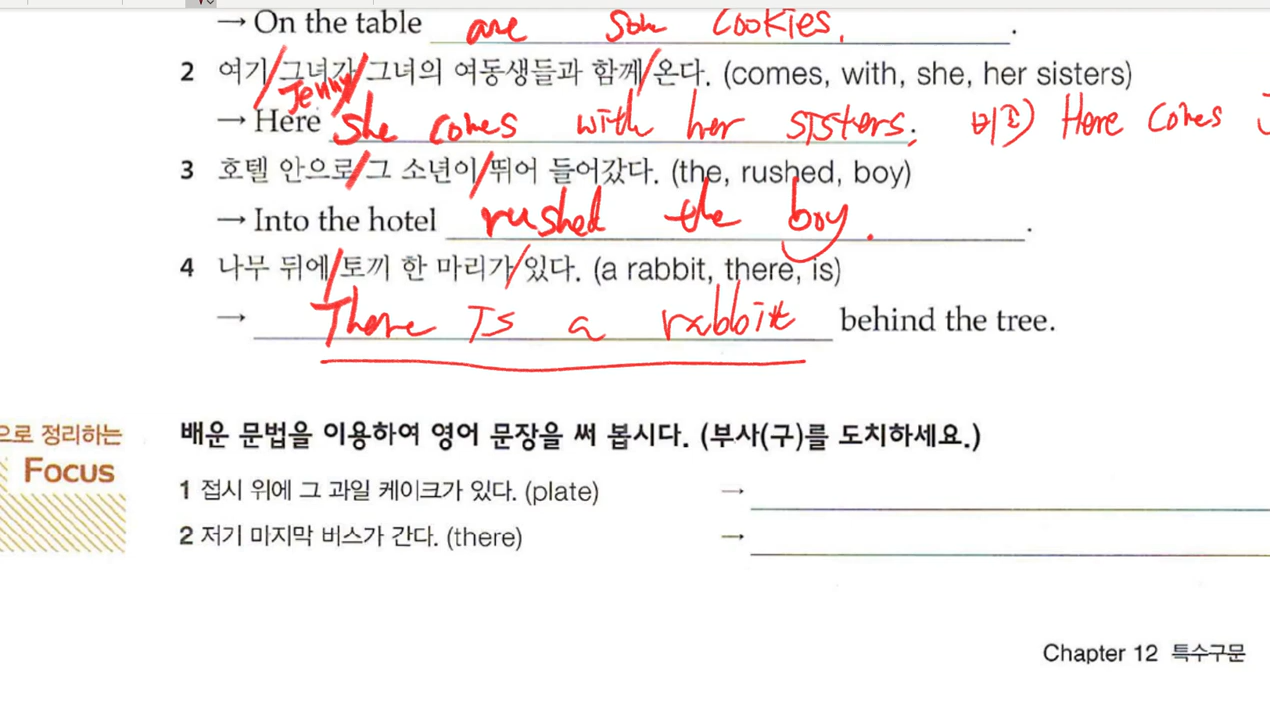 → On the table are som cookies. .
2 여기/그녀가/그녀의 여동생들과 함께/온다. (comes, with, she, her sisters)
Jenny
→ Here she comes with her sisters. 비교) Here comes J
3 호텔 안으로/그 소년이/뛰어 들어갔다. (the, rushed, boy)
→ Into the hotel rushed the boy. .
4 나무 뒤에/토끼 한 마리가/있다. (a rabbit, there, is)
→ There Is a rabbit behind the tree.
으로 정리하는
Focus
배운 문법을 이용하여 영어 문장을 써 봅시다. (부사(구)를 도치하세요.)
1 접시 위에 그 과일 케이크가 있다. (plate) →
2 저기 마지막 버스가 간다. (there) →
Chapter 12 특수구문